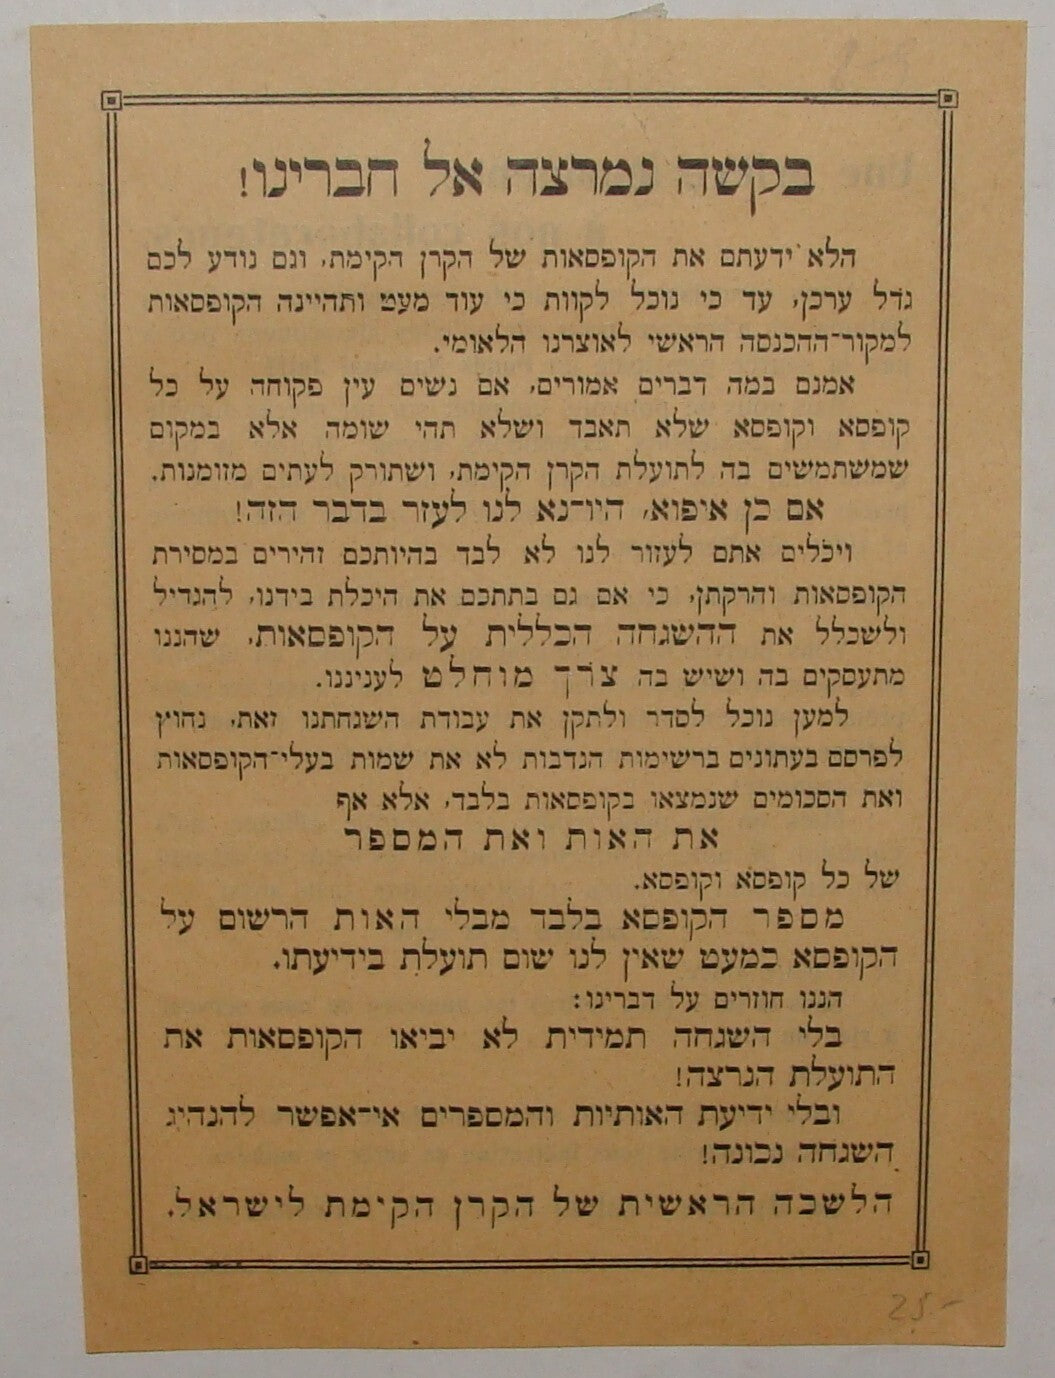 בקשה נמרצה אל חברינו!
הלא ידעתם את הקופסאות של הקרן הקימת, וגם נודע לכם
גדל ערכן, עד כי נוכל לקוות כי עוד מעט ותהיינה הקופסאות
למקור־ההכנסה הראשי לאוצרנו הלאומי.
אמנם במה דברים אמורים, אם נשים עין פקוחה על כל
קופסא וקופסא שלא תאבד ושלא תהי שומה אלא במקום
שמשתמשים בה לתועלת הקרן הקימת, ושתורק לעתים מזומנות.
אם כן איפוא, היו־נא לנו לעזר בדבר הזה!
ויכלים אתם לעזור לנו לא לבד בהיותכם זהירים במסירת
הקופסאות והרקתן, כי אם גם בתתכם את היכלת בידנו, להגדיל
ולשכלל את ההשגחה הכללית על הקופסאות, שהננו
מתעסקים בה ושיש בה צרך מוחלט לעניננו.
למען נוכל לסדר ולתקן את עבודת השגחתנו זאת, נחוץ
לפרסם בעתונים ברשימות הנדבות לא את שמות בעלי־הקופסאות
ואת הסכומים שנמצאו בקופסאות בלבד, אלא אף
את האות ואת המספר
של כל קופסא וקופסא.
מספר הקופסא בלבד מבלי האות הרשום על
הקופסא כמעט שאין לנו שום תועלת בידיעתו.
הננו חוזרים על דברינו:
בלי השגחה תמידית לא יביאו הקופסאות את
התועלת הנרצה!
ובלי ידיעת האותיות והמספרים אי־אפשר להנהיג
השגחה נכונה!
הלשכה הראשית של הקרן הקימת לישראל.
25.-